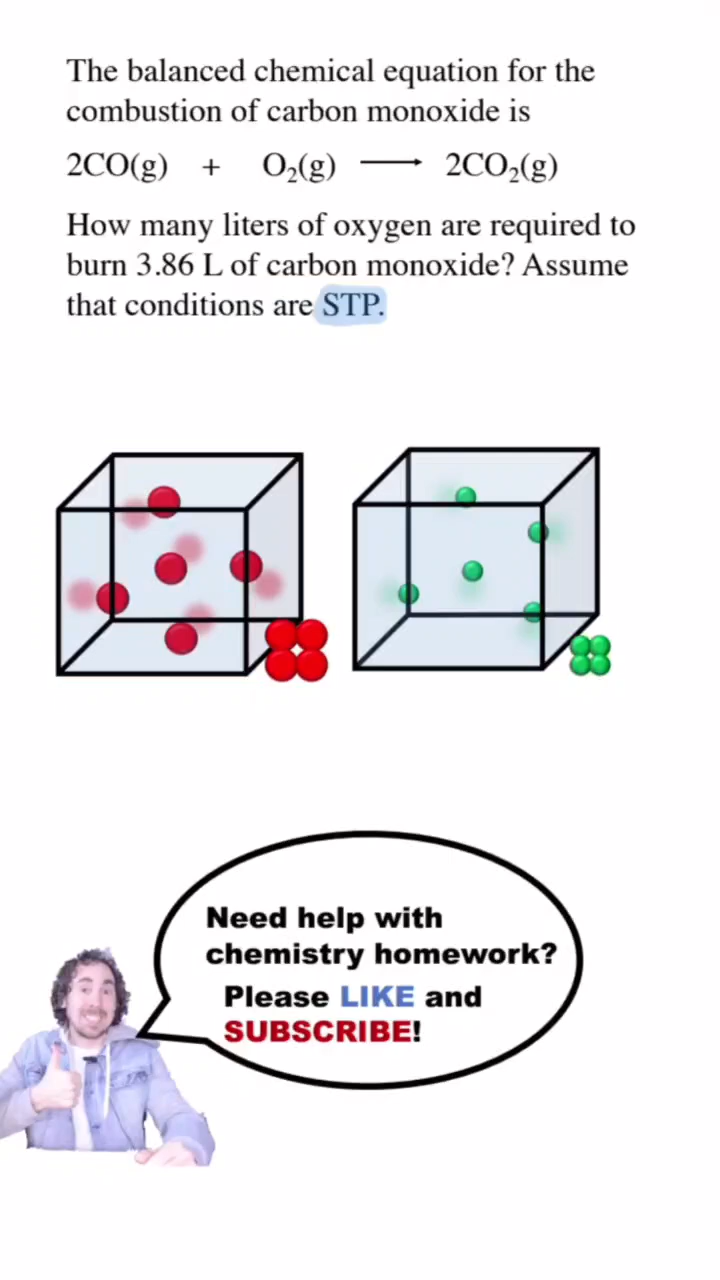 The balanced chemical equation for the
combustion of carbon monoxide is
2CO(g) + O₂(g) ⟶ 2CO₂(g)
How many liters of oxygen are required to
burn 3.86 L of carbon monoxide? Assume
that conditions are STP.
Need help with
chemistry homework?
Please LIKE and
SUBSCRIBE!